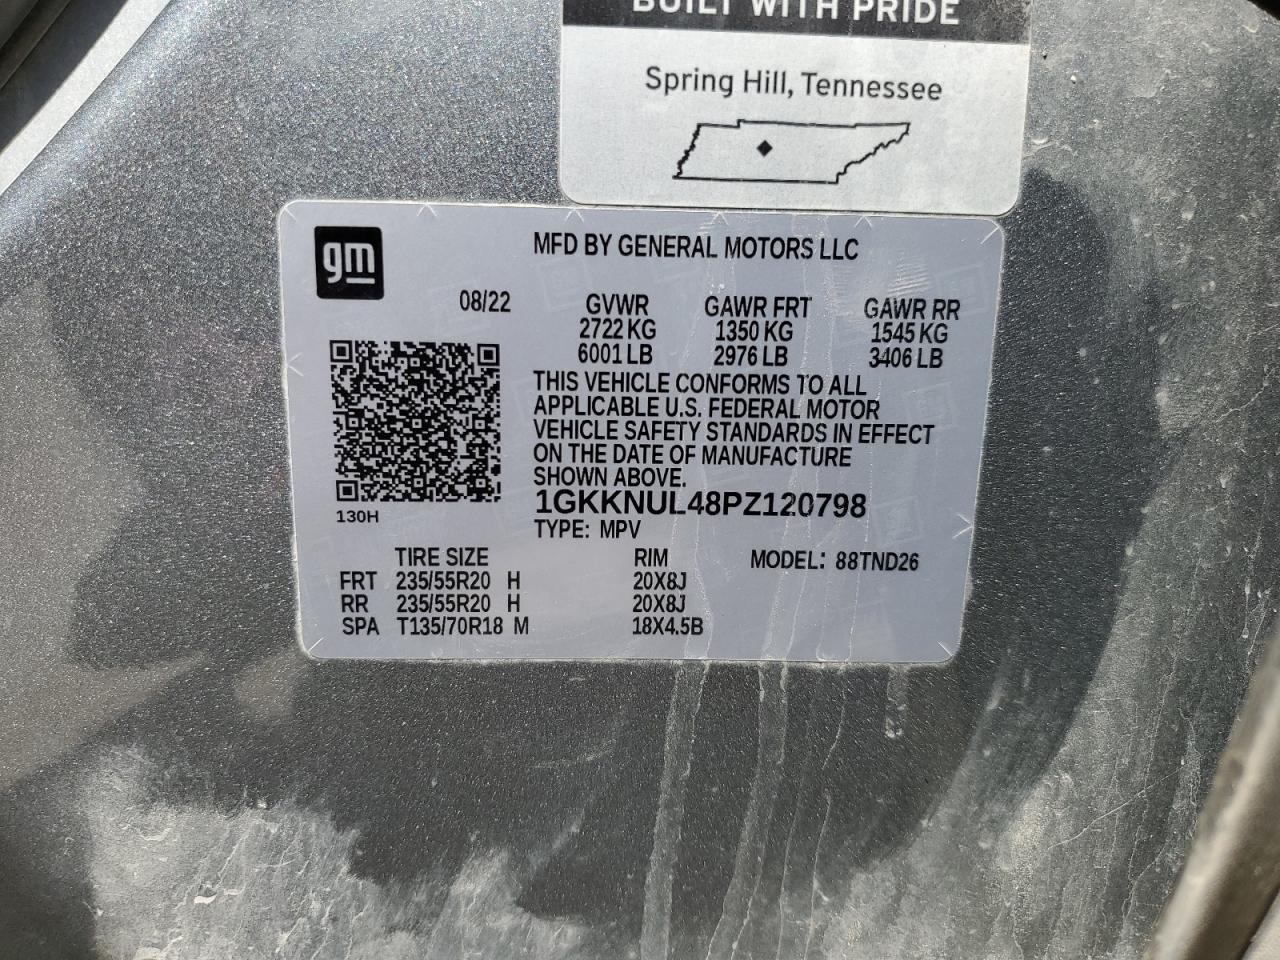 BUILT WITH PRIDE
Spring Hill, Tennessee
gm
MFD BY GENERAL MOTORS LLC
08/22 GVWR GAWR FRT GAWR RR
2722 KG 1350 KG 1545 KG
6001 LB 2976 LB 3406 LB
THIS VEHICLE CONFORMS TO ALL
APPLICABLE U.S. FEDERAL MOTOR
VEHICLE SAFETY STANDARDS IN EFFECT
ON THE DATE OF MANUFACTURE
SHOWN ABOVE.
1GKKNUL48PZ120798
130H
TYPE: MPV
TIRE SIZE RIM MODEL: 88TND26
FRT 235/55R20 H 20X8J
RR 235/55R20 H 20X8J
SPA T135/70R18 M 18X4.5B